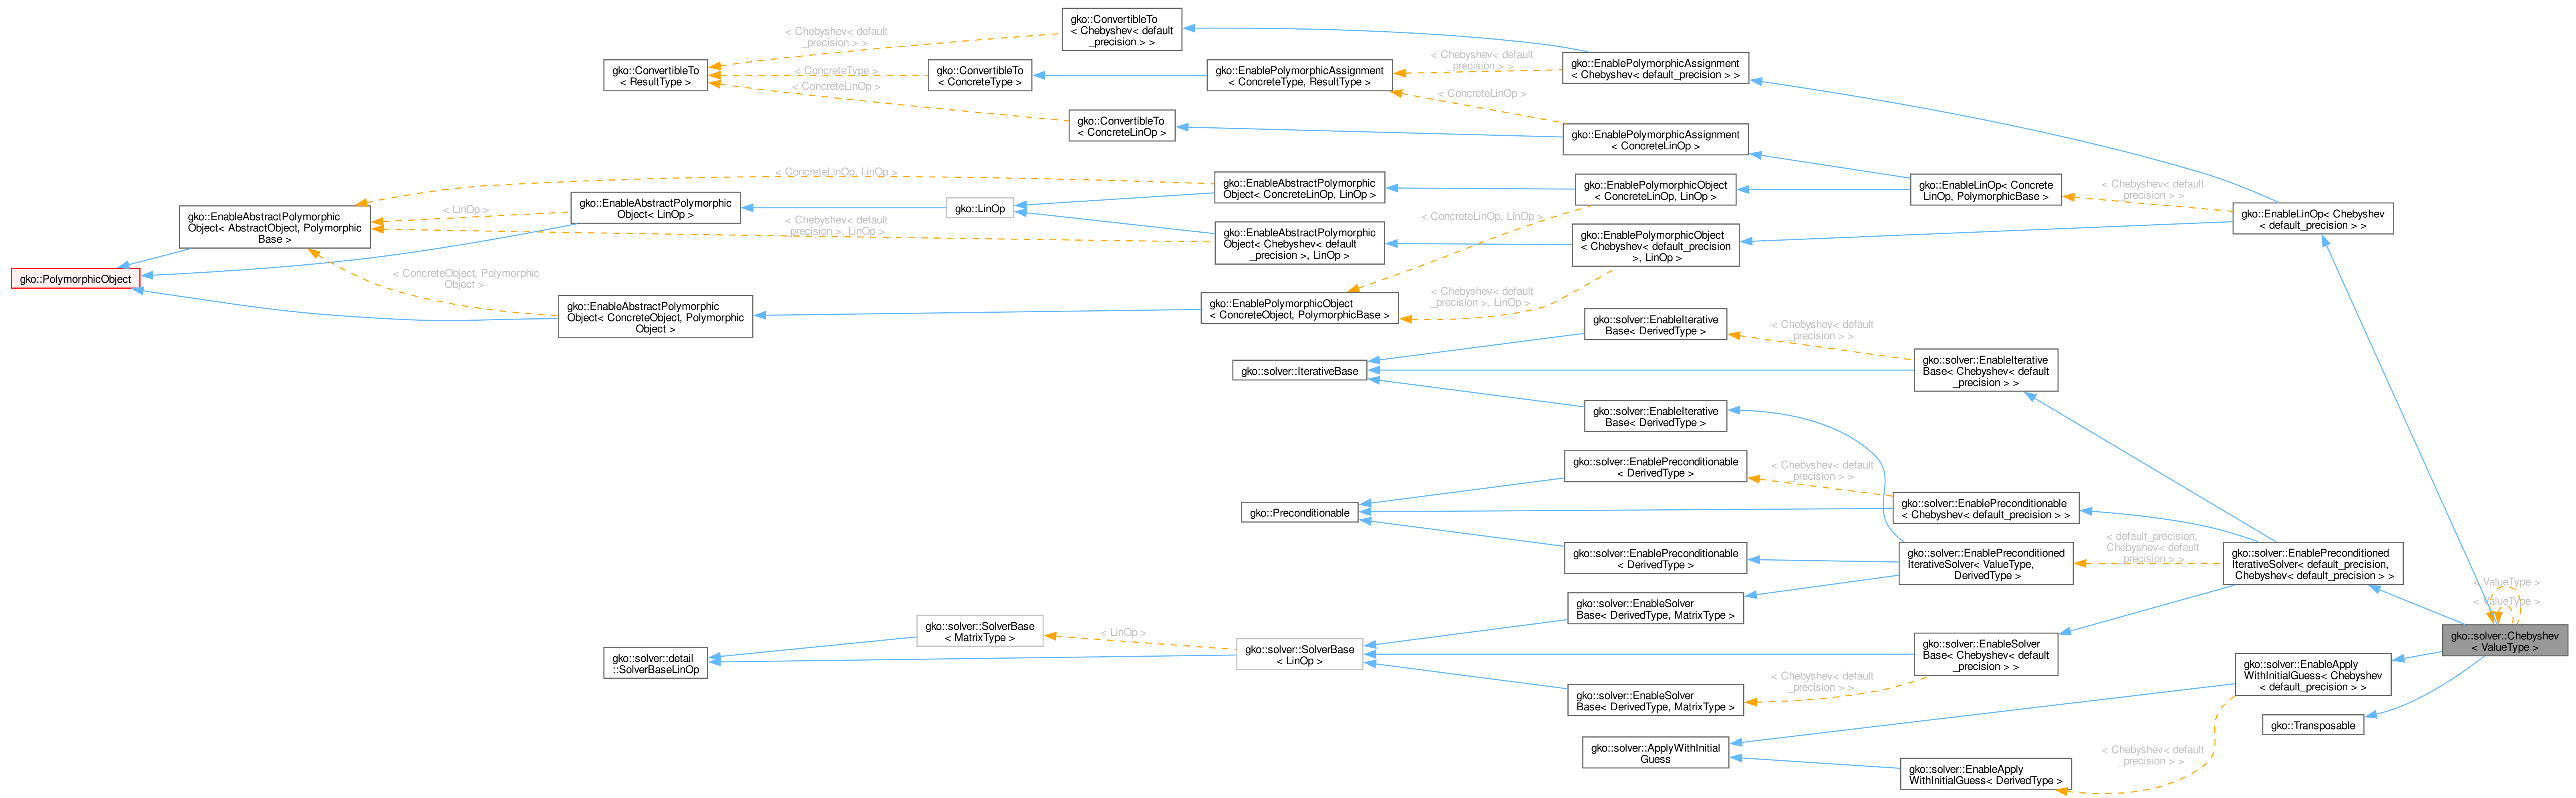 gko::ConvertibleTo
< Chebyshev< default
_precision > >
< Chebyshev< default
_precision > >
gko::ConvertibleTo
< ResultType >
< ConcreteType >
gko::ConvertibleTo
< ConcreteType >
gko::EnablePolymorphicAssignment
< ConcreteType, ResultType >
< Chebyshev< default
_precision > >
gko::EnablePolymorphicAssignment
< Chebyshev< default_precision > >
< ConcreteLinOp >
< ConcreteLinOp >
gko::ConvertibleTo
< ConcreteLinOp >
gko::EnablePolymorphicAssignment
< ConcreteLinOp >
< ConcreteLinOp, LinOp >
gko::EnableAbstractPolymorphic
Object< ConcreteLinOp, LinOp >
gko::EnablePolymorphicObject
< ConcreteLinOp, LinOp >
gko::EnableLinOp< Concrete
LinOp, PolymorphicBase >
< Chebyshev< default
_precision > >
gko::EnableLinOp< Chebyshev
< default_precision > >
gko::EnableAbstractPolymorphic
Object< AbstractObject, Polymorphic
Base >
< LinOp >
gko::EnableAbstractPolymorphic
Object< LinOp >
gko::LinOp
< Chebyshev< default
_precision >, LinOp >
gko::EnableAbstractPolymorphic
Object< Chebyshev< default
_precision >, LinOp >
< ConcreteLinOp, LinOp >
gko::EnablePolymorphicObject
< Chebyshev< default_precision
>, LinOp >
gko::PolymorphicObject
< ConcreteObject, Polymorphic
Object >
gko::EnableAbstractPolymorphic
Object< ConcreteObject, Polymorphic
Object >
gko::EnablePolymorphicObject
< ConcreteObject, PolymorphicBase >
< Chebyshev< default
_precision >, LinOp >
gko::solver::EnableIterative
Base< DerivedType >
< Chebyshev< default
_precision > >
gko::solver::IterativeBase
gko::solver::EnableIterative
Base< Chebyshev< default
_precision > >
gko::solver::EnableIterative
Base< DerivedType >
gko::solver::EnablePreconditionable
< DerivedType >
< Chebyshev< default
_precision > >
gko::Preconditionable
gko::solver::EnablePreconditionable
< Chebyshev< default_precision > >
gko::solver::EnablePreconditionable
< DerivedType >
gko::solver::EnablePreconditioned
IterativeSolver< ValueType,
DerivedType >
< default_precision,
Chebyshev< default
_precision > >
gko::solver::EnablePreconditioned
IterativeSolver< default_precision,
Chebyshev< default_precision > >
< ValueType >
< ValueType >
gko::solver::Chebyshev
< ValueType >
gko::solver::EnableSolver
Base< DerivedType, MatrixType >
gko::solver::SolverBase
< MatrixType >
< LinOp >
gko::solver::detail
::SolverBaseLinOp
gko::solver::SolverBase
< LinOp >
gko::solver::EnableSolver
Base< Chebyshev< default
_precision > >
gko::solver::EnableSolver
Base< DerivedType, MatrixType >
< Chebyshev< default
_precision > >
gko::solver::EnableApply
WithInitialGuess< Chebyshev
< default_precision > >
gko::Transposable
gko::solver::ApplyWithInitial
Guess
gko::solver::EnableApply
WithInitialGuess< DerivedType >
< Chebyshev< default
_precision > >